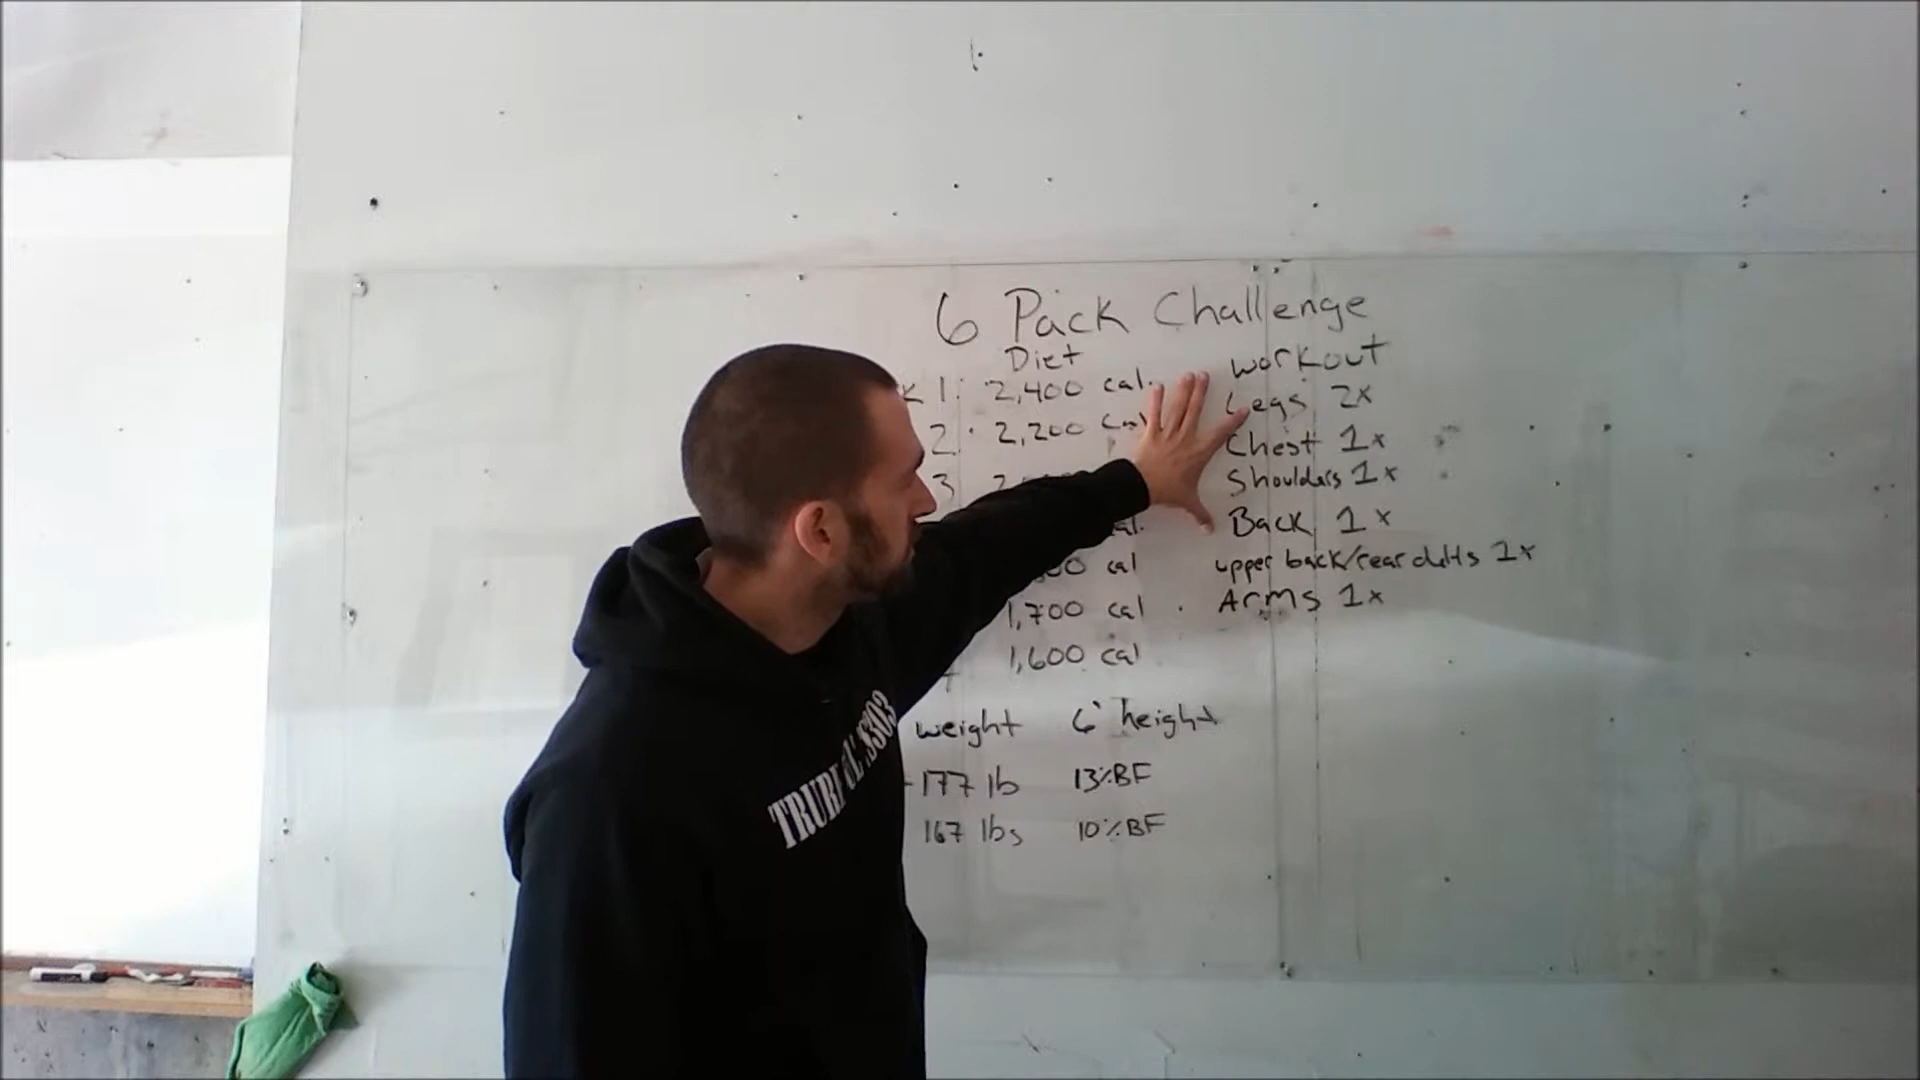 6 Pack Challenge
Diet
Workout
K 1: 2,400 cal.
Legs 2x
2 2,200 Cal
Chest 1x
3 2
Shoulders 1x
al.
Back 1x
00 cal
upper back/rear delts 1x
1,700 cal.
Arms 1x
1,600 cal
weight 6' height
177 lb 13%BF
167 lbs 10%BF